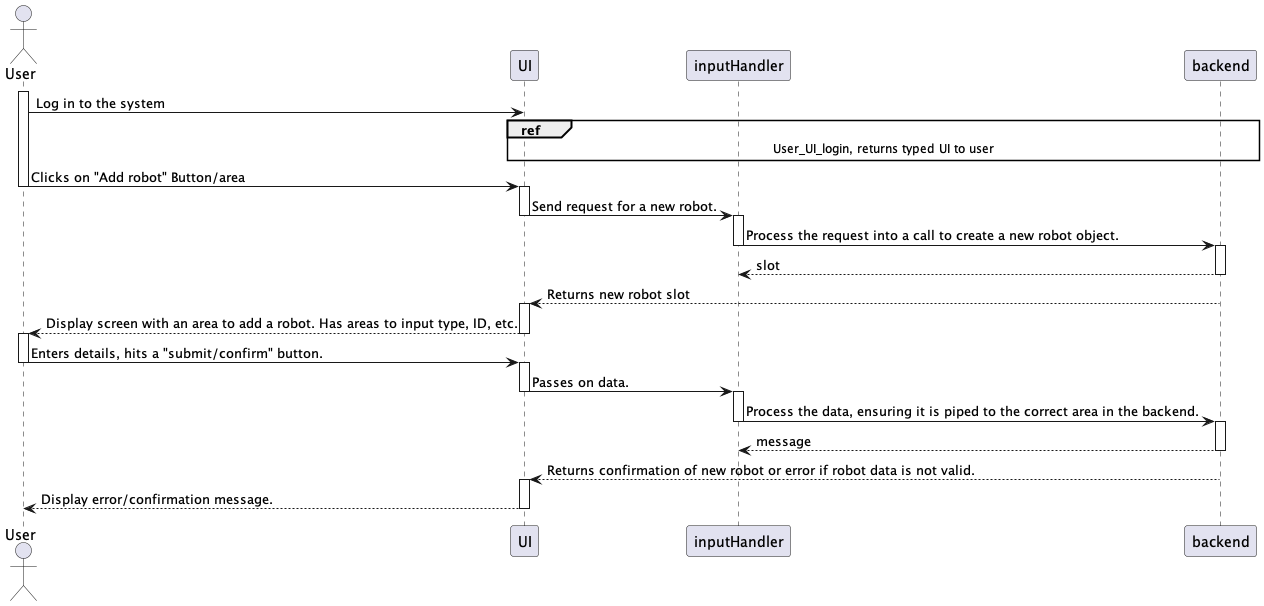 User
UI
inputHandler
backend
Log in to the system
ref
User_UI_login, returns typed UI to user
Clicks on "Add robot" Button/area
Send request for a new robot.
Process the request into a call to create a new robot object.
slot
Returns new robot slot
Display screen with an area to add a robot. Has areas to input type, ID, etc.
Enters details, hits a "submit/confirm" button.
Passes on data.
Process the data, ensuring it is piped to the correct area in the backend.
message
Returns confirmation of new robot or error if robot data is not valid.
Display error/confirmation message.
User
UI
inputHandler
backend